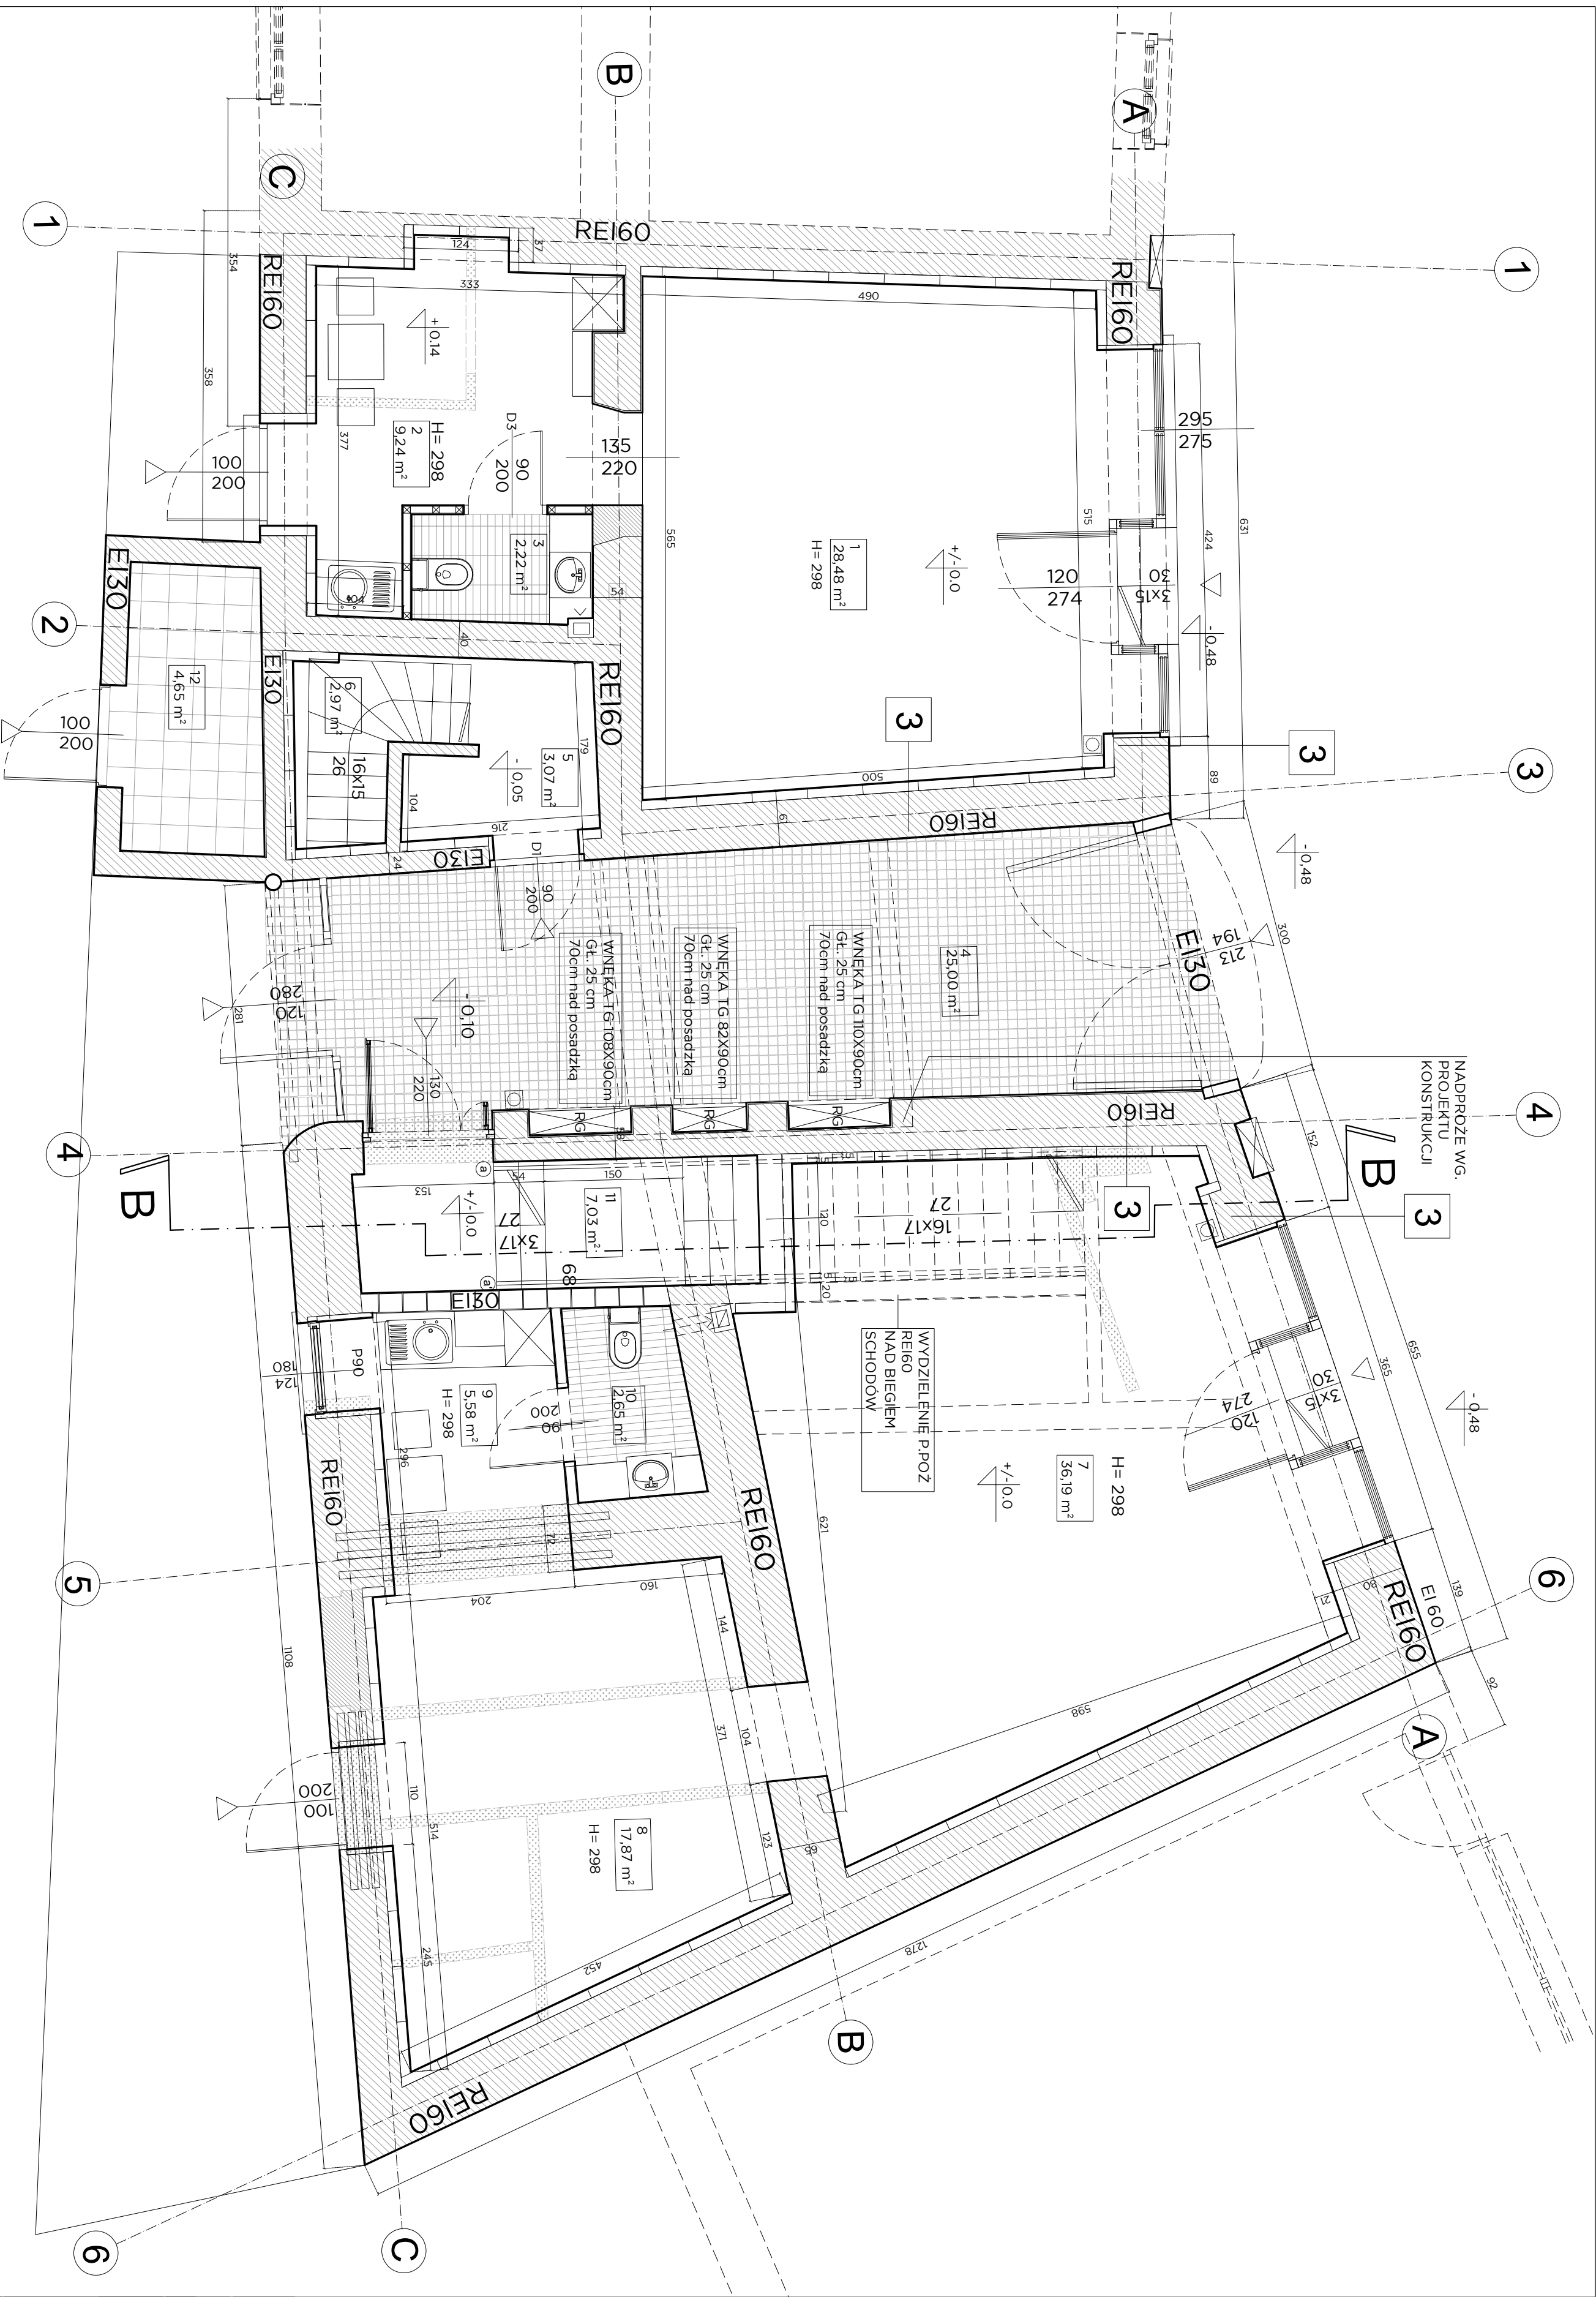 A
B
C
1
1
REI60
REI60
REI60
124
37
333
490
354
358
377
+0.14
2
9,24 m²
H= 298
D3
90
200
135
220
100
200
295
275
631
424
515
565
1
28,48 m²
H= 298
+/-0.0
120
274
3x15
30
-0,48
3
2,22 m²
54
104
40
EI30
2
12
4,65 m²
100
200
EI30
6
2,97 m²
16x15
26
5
3,07 m²
-0,05
179
104
216
24
EI30
D1
90
200
REI60
3
3
3
89
500
REI60
-0,48
300
EI30
194
213
4
25,00 m²
WNĘKA TG 110X90cm
GŁ. 25 cm
70cm nad posadzką
WNĘKA TG 82X90cm
GŁ. 25 cm
70cm nad posadzką
WNĘKA TG 108X90cm
GŁ. 25 cm
70cm nad posadzką
RG
RG
RG
-0,10
280
120
281
130
220
NADPROŻE WG.
PROJEKTU
KONSTRUKCJI
REI60
4
4
B
B
3
3
152
a
a
54
150
153
+/-0.0
11
7,03 m²
3x17
27
68
120
16x17
27
WYDZIELENIE P.POŻ
REI60
NAD BIEGIEM
SCHODÓW
655
365
-0,48
3x15
30
120
274
H= 298
7
36,19 m²
+/-0.0
621
P90
180
124
9
5,58 m²
H= 298
296
10
2,65 m²
90
200
REI60
REI60
72
5
204
160
144
104
371
123
65
598
80
21
EI 60
REI60
139
92
6
A
1108
200
100
110
514
8
17,87 m²
H= 298
245
452
1278
B
REI60
C
6